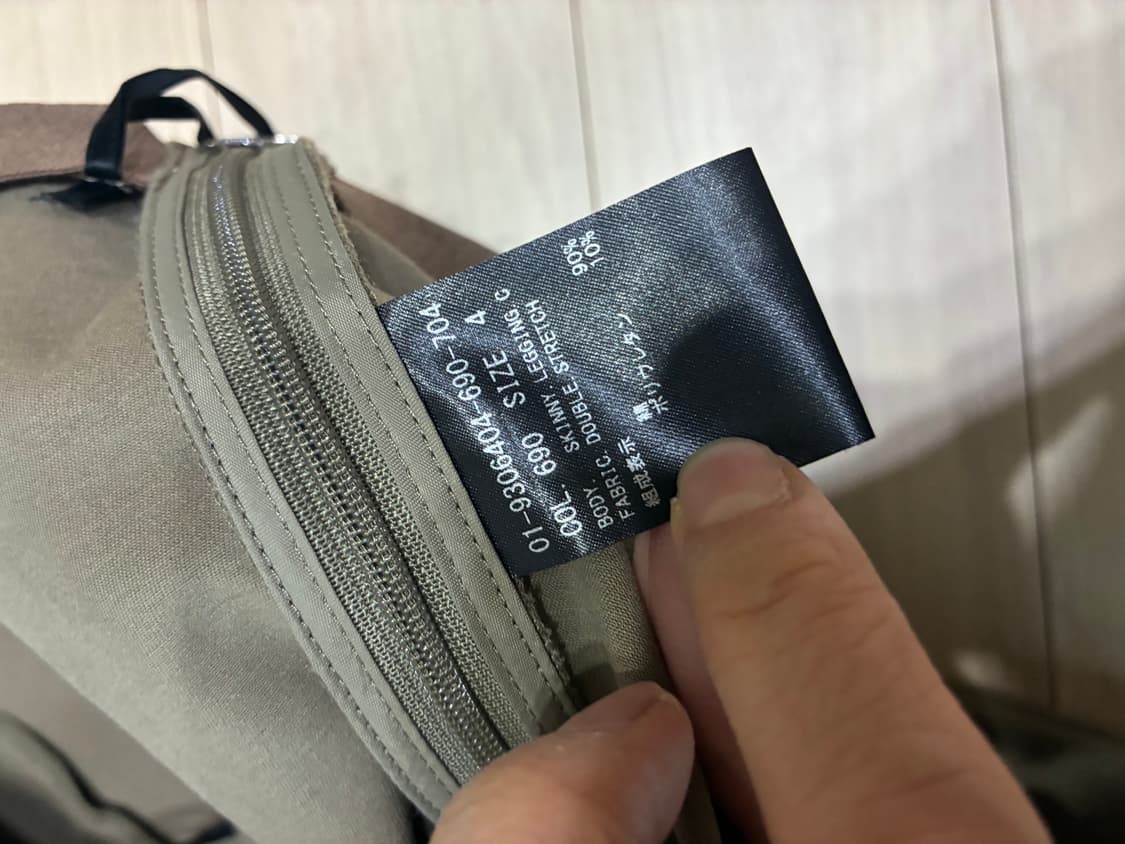 01-9306404-690-704
COL. 690 SIZE 4
BODY. SKINNY LEGGING C
FABRIC. DOUBLE STRETCH
組成表示 綿 90%
ポリウレタン 10%